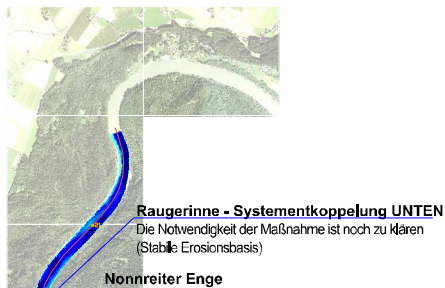 Raugerinne - Systementkoppelung UNTEN
Die Notwendigkeit der Maßnahme ist noch zu klären
(Stabile Erosionsbasis)
Nonnreiter Enge